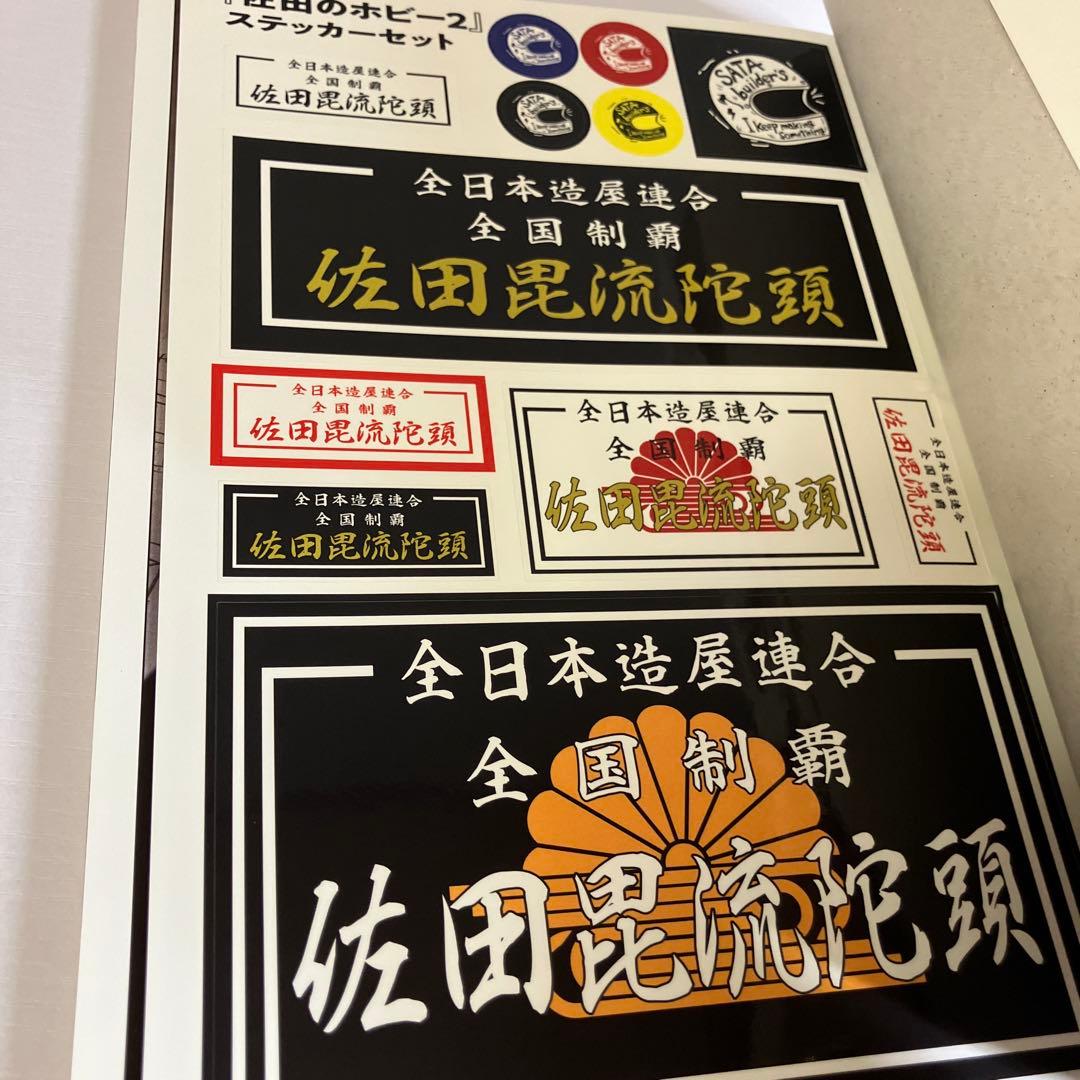 『佐田のホビー2』
ステッカーセット
全日本造屋連合
全国制覇
佐田毘流陀頭
SATA
builder's
I Keep making
Something
全日本造屋連合
全国制覇
佐田毘流陀頭
全日本造屋連合
全国制覇
佐田毘流陀頭
全日本造屋連合
全国制覇
佐田毘流陀頭
全日本造屋連合
全国制覇
佐田毘流陀頭
全日本造屋連合
全国制覇
佐田毘流陀頭
全日本造屋連合
全国制覇
佐田毘流陀頭